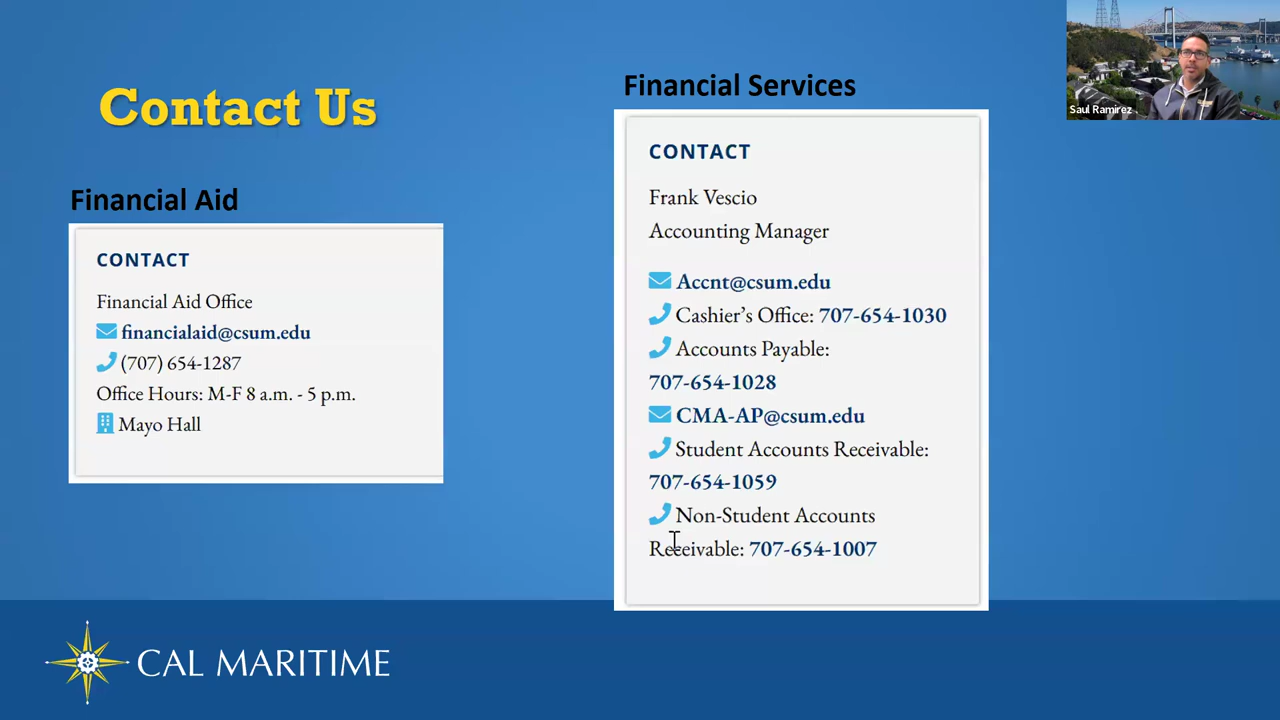 Contact Us
Financial Aid
CONTACT
Financial Aid Office
financialaid@csum.edu
(707) 654-1287
Office Hours: M-F 8 a.m. - 5 p.m.
Mayo Hall
Financial Services
CONTACT
Frank Vescio
Accounting Manager
Accnt@csum.edu
Cashier’s Office: 707-654-1030
Accounts Payable:
707-654-1028
CMA-AP@csum.edu
Student Accounts Receivable:
707-654-1059
Non-Student Accounts
Receivable: 707-654-1007
Saul Ramirez
CAL MARITIME